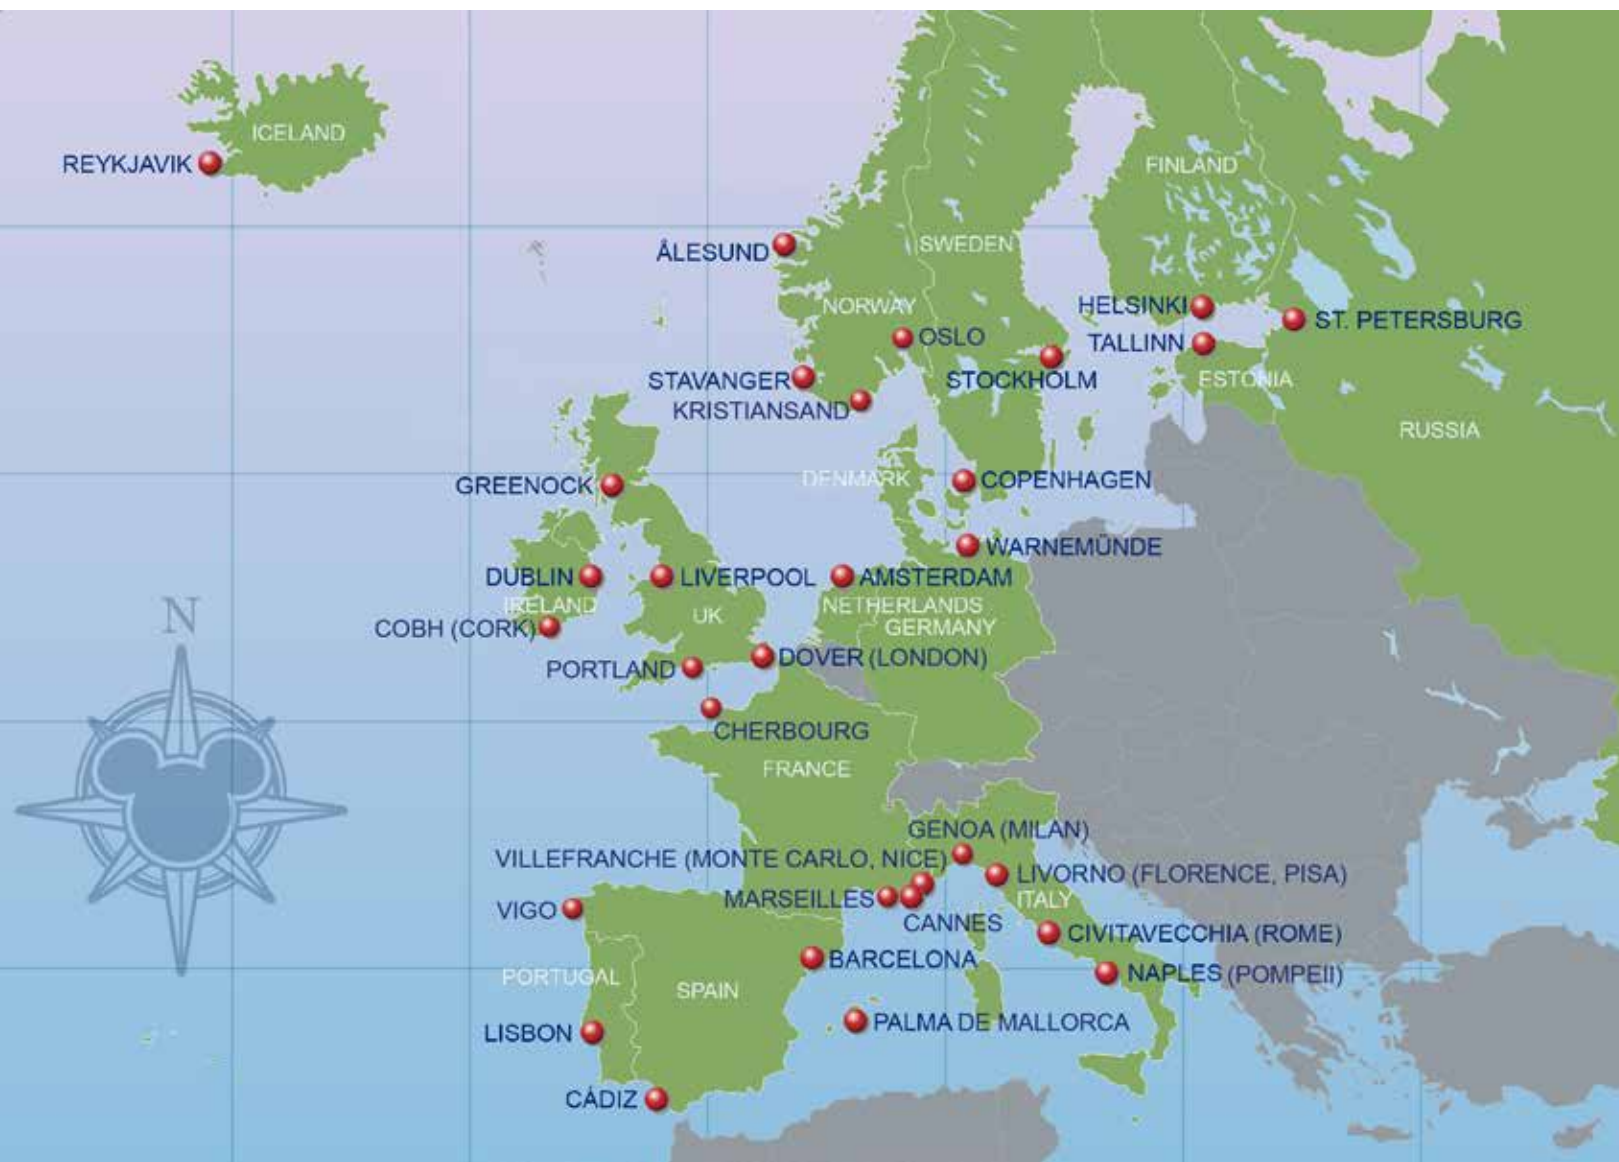 ICELAND
REYKJAVIK
FINLAND
SWEDEN
ÅLESUND
NORWAY
HELSINKI
ST. PETERSBURG
OSLO
TALLINN
STAVANGER
STOCKHOLM
ESTONIA
KRISTIANSAND
RUSSIA
DENMARK
COPENHAGEN
GREENOCK
WARNEMÜNDE
DUBLIN
LIVERPOOL
AMSTERDAM
IRELAND
NETHERLANDS
N
UK
COBH (CORK)
GERMANY
DOVER (LONDON)
PORTLAND
CHERBOURG
FRANCE
GENOA (MILAN)
VILLEFRANCHE (MONTE CARLO, NICE)
LIVORNO (FLORENCE, PISA)
MARSEILLES
ITALY
VIGO
CANNES
CIVITAVECCHIA (ROME)
BARCELONA
NAPLES (POMPEII)
PORTUGAL
SPAIN
PALMA DE MALLORCA
LISBON
CÁDIZ